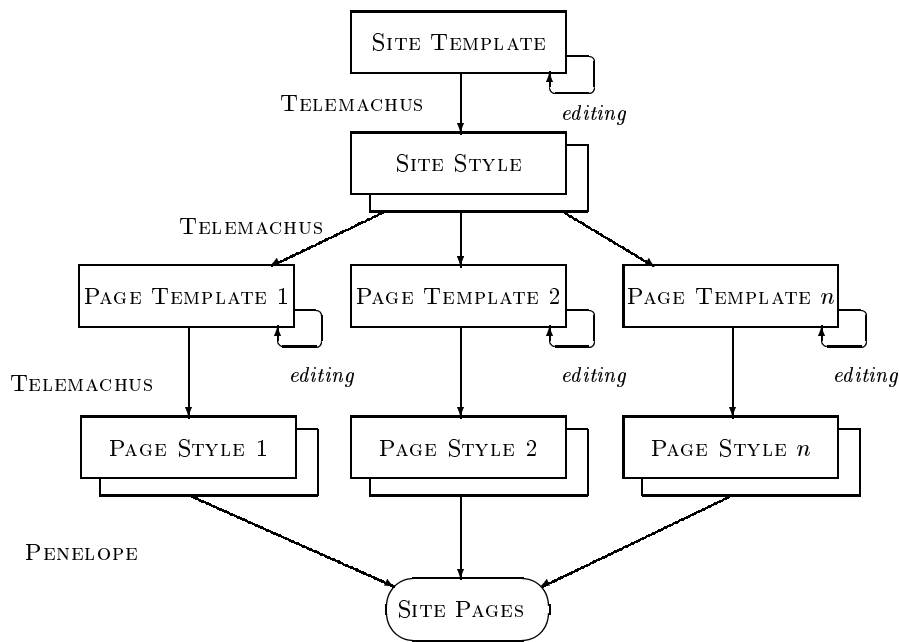 Site Template
editing
Telemachus
Site Style
Telemachus
Page Template 1
Page Template 2
Page Template n
editing
editing
editing
Telemachus
Page Style 1
Page Style 2
Page Style n
Penelope
Site Pages